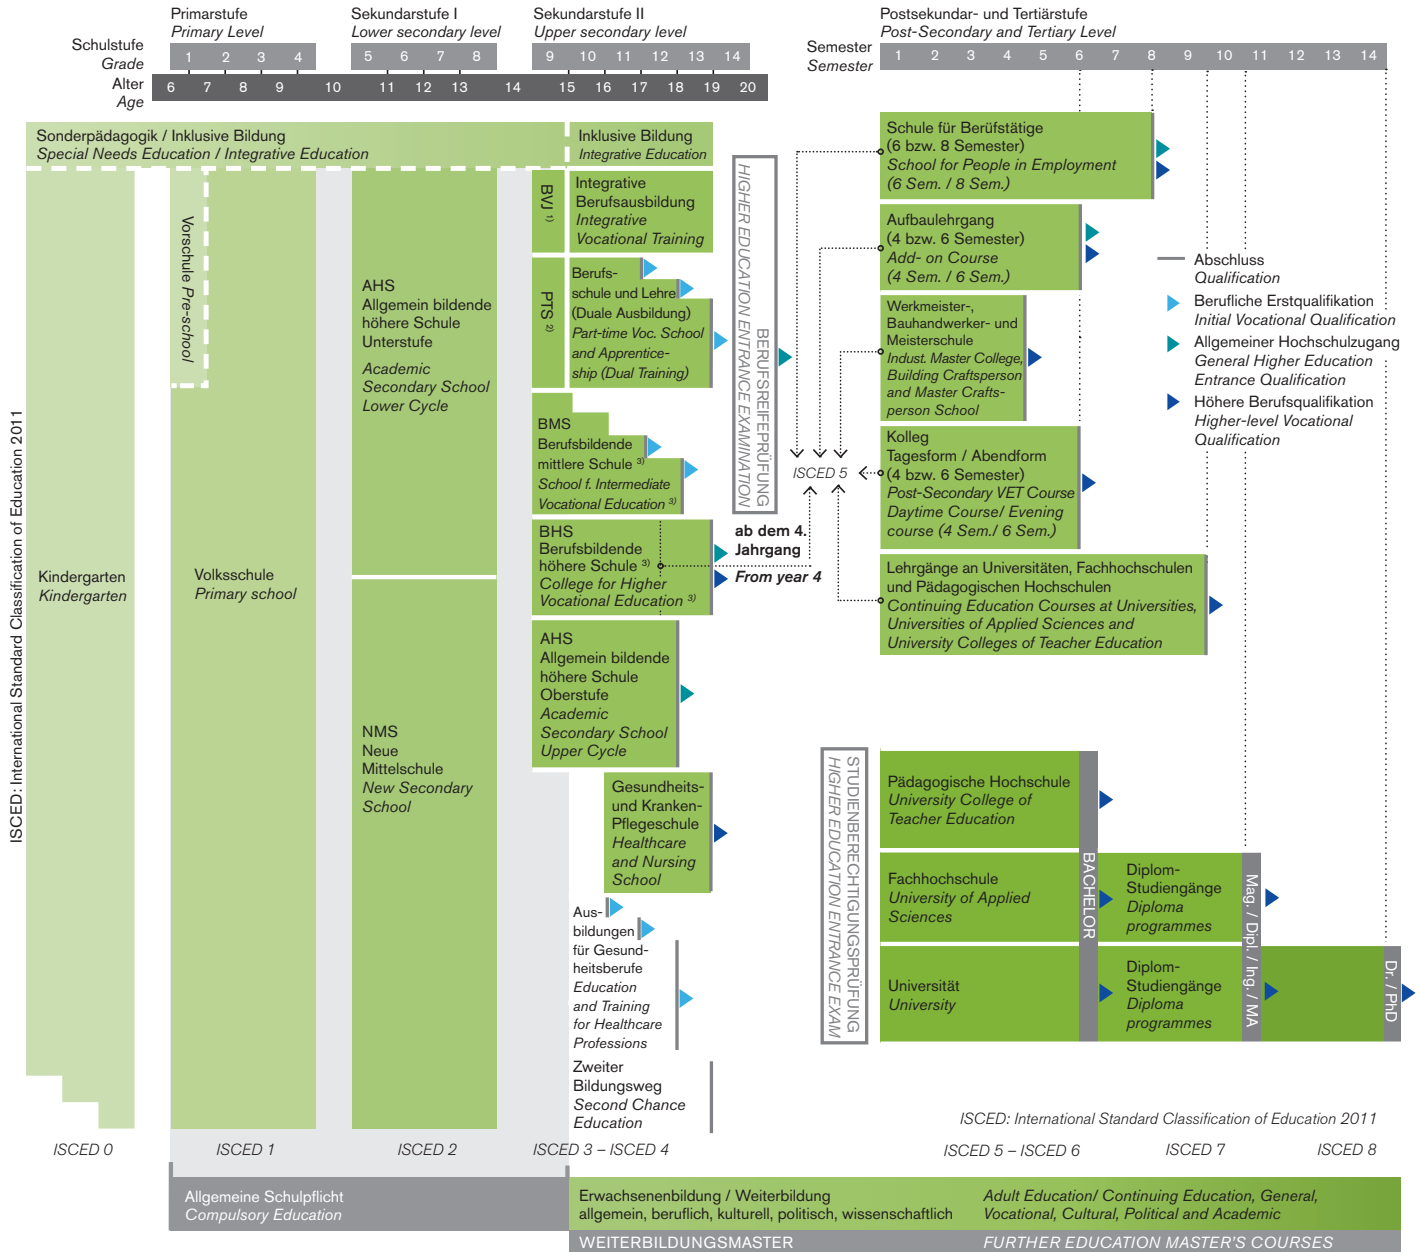 Primarstufe
Primary Level
Sekundarstufe I
Lower secondary level
Sekundarstufe II
Upper secondary level
Postsekundar- und Tertiärstufe
Post-Secondary and Tertiary Level
Schulstufe
Grade
1 2 3 4 5 6 7 8 9 10 11 12 13 14
Semester
Semester
1 2 3 4 5 6 7 8 9 10 11 12 13 14
Alter
Age
6 7 8 9 10 11 12 13 14 15 16 17 18 19 20
ISCED: International Standard Classification of Education 2011
Sonderpädagogik / Inklusive Bildung
Special Needs Education / Integrative Education
Inklusive Bildung
Integrative Education
Kindergarten
Kindergarten
Vorschule Pre-school
Volksschule
Primary school
AHS
Allgemein bildende
höhere Schule
Unterstufe
Academic
Secondary School
Lower Cycle
NMS
Neue
Mittelschule
New Secondary
School
BVJ 1)
Integrative
Berufsausbildung
Integrative
Vocational Training
PTS 2)
Berufs-
schule und Lehre
(Duale Ausbildung)
Part-time Voc. School
and Apprentice-
ship (Dual Training)
BMS
Berufsbildende
mittlere Schule 3)
School f. Intermediate
Vocational Education 3)
BHS
Berufsbildende
höhere Schule 3)
College for Higher
Vocational Education 3)
AHS
Allgemein bildende
höhere Schule
Oberstufe
Academic
Secondary School
Upper Cycle
Gesundheits-
und Kranken-
Pflegeschule
Healthcare
and Nursing
School
Aus-
bildungen
für Gesund-
heitsberufe
Education
and Training
for Healthcare
Professions
Zweiter
Bildungsweg
Second Chance
Education
BERUFSREIFEPRÜFUNG
HIGHER EDUCATION ENTRANCE EXAMINATION
ab dem 4.
Jahrgang
From year 4
ISCED 5
Schule für Berüfstätige
(6 bzw. 8 Semester)
School for People in Employment
(6 Sem. / 8 Sem.)
Aufbaulehrgang
(4 bzw. 6 Semester)
Add- on Course
(4 Sem. / 6 Sem.)
Werkmeister-,
Bauhandwerker- und
Meisterschule
Indust. Master College,
Building Craftsperson
and Master Crafts-
person School
Kolleg
Tagesform / Abendform
(4 bzw. 6 Semester)
Post-Secondary VET Course
Daytime Course/ Evening
course (4 Sem./ 6 Sem.)
Lehrgänge an Universitäten, Fachhochschulen
und Pädagogischen Hochschulen
Continuing Education Courses at Universities,
Universities of Applied Sciences and
University Colleges of Teacher Education
Abschluss
Qualification
Berufliche Erstqualifikation
Initial Vocational Qualification
Allgemeiner Hochschulzugang
General Higher Education
Entrance Qualification
Höhere Berufsqualifikation
Higher-level Vocational
Qualification
STUDIENBERECHTIGUNGSPRÜFUNG
HIGHER EDUCATION ENTRANCE EXAM
Pädagogische Hochschule
University College of
Teacher Education
Fachhochschule
University of Applied
Sciences
Universität
University
BACHELOR
Diplom-
Studiengänge
Diploma
programmes
Diplom-
Studiengänge
Diploma
programmes
Mag. / Dipl. / Ing. / MA
Dr. / PhD
ISCED: International Standard Classification of Education 2011
ISCED 0
ISCED 1
ISCED 2
ISCED 3 – ISCED 4
ISCED 5 – ISCED 6
ISCED 7
ISCED 8
Allgemeine Schulpflicht
Compulsory Education
Erwachsenenbildung / Weiterbildung
allgemein, beruflich, kulturell, politisch, wissenschaftlich
Adult Education/ Continuing Education, General,
Vocational, Cultural, Political and Academic
WEITERBILDUNGSMASTER
FURTHER EDUCATION MASTER'S COURSES